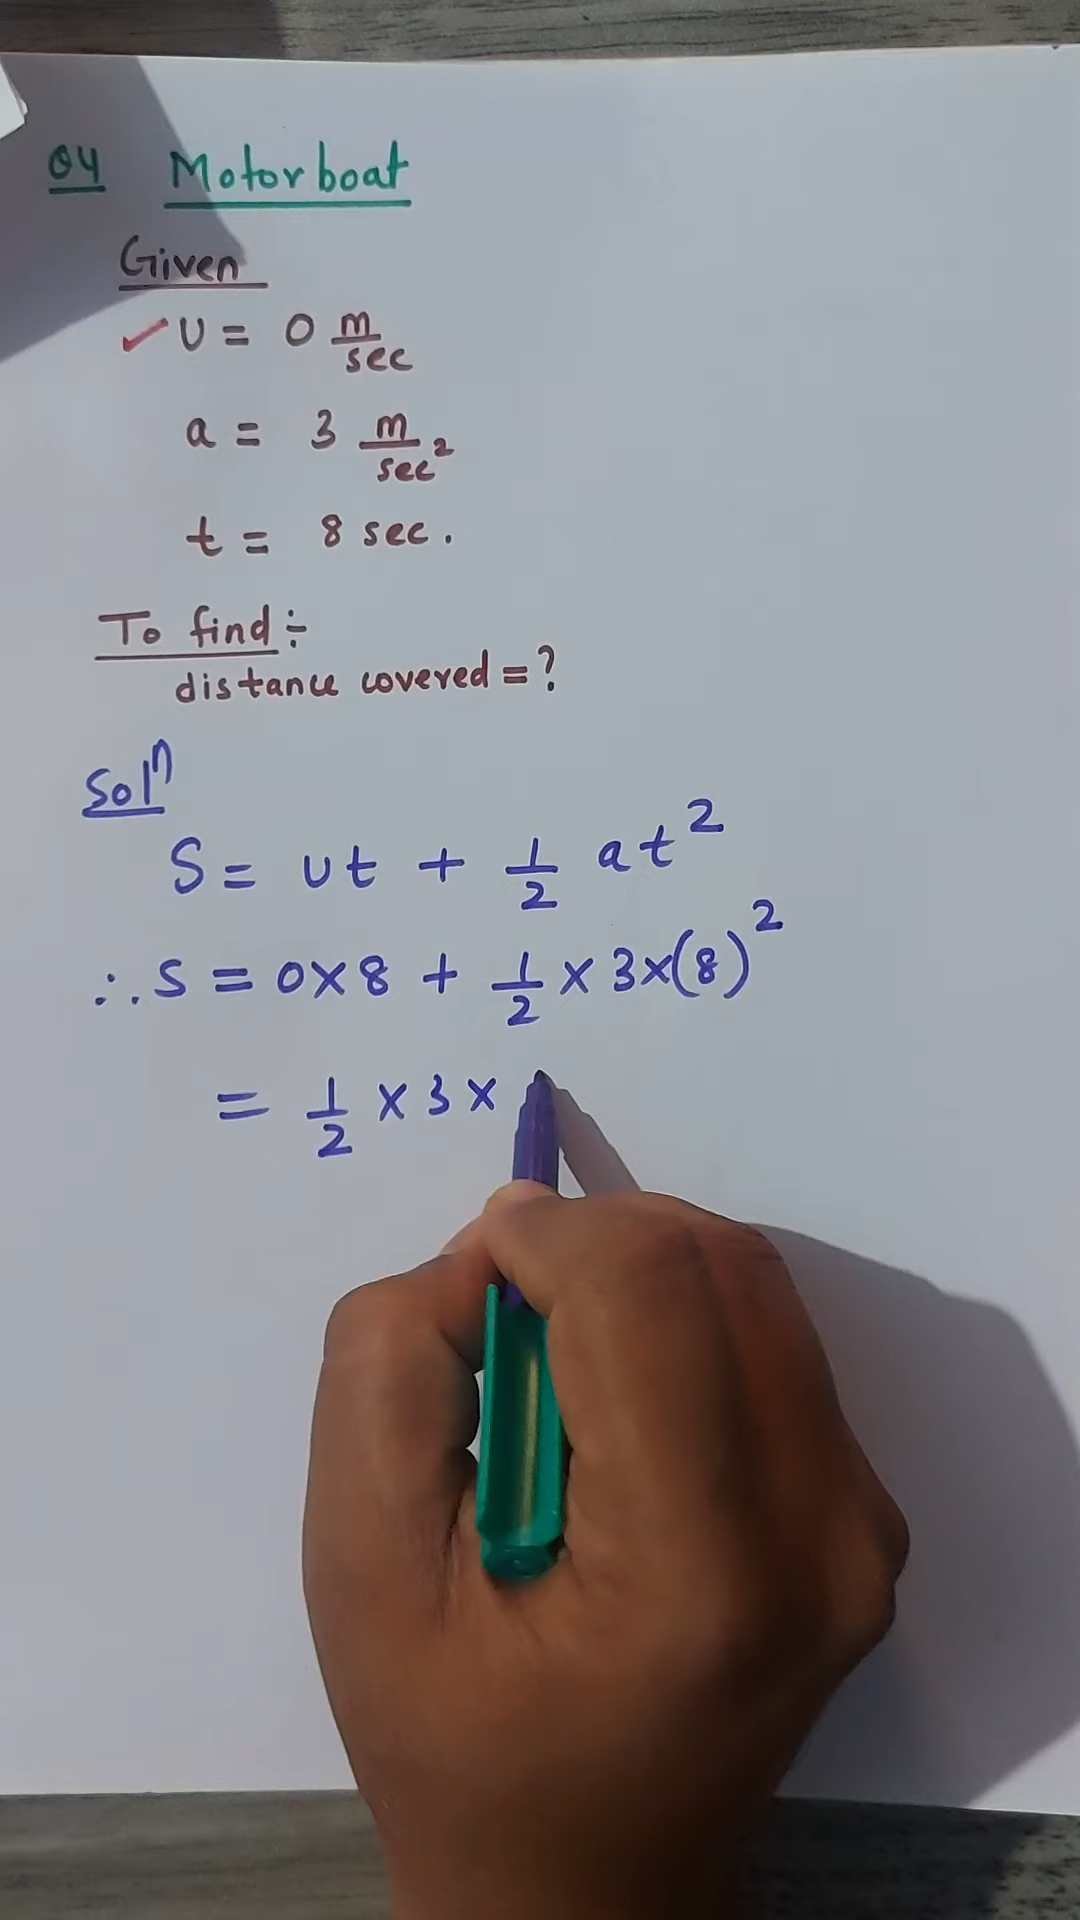 Q4 Motorboat
Given
✓ u = 0 m/sec
a = 3 m/sec²
t = 8 sec.
To find ÷
distance covered = ?
Solⁿ
S = ut + 1/2 at²
∴ s = 0×8 + 1/2 × 3×(8)²
= 1/2 × 3 ×